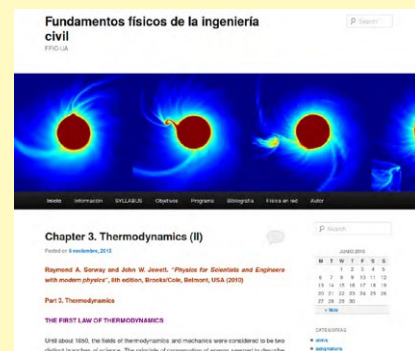 Fundamentos físicos de la ingeniería
civil
FFIC-UA
Search
Inicio Información SYLLABUS Objetivos Programa Bibliografía Física en red Autor
Chapter 3. Thermodynamics (II)
Posted on 6 noviembre, 2013
Raymond A. Serway and John W. Jewett. "Physics for Scientists and Engineers
with modern physics", 8th edition, Brooks/Cole, Belmont, USA (2010)
Part 3. Thermodynamics
THE FIRST LAW OF THERMODYNAMICS
Until about 1850, the fields of thermodynamics and mechanics were considered to be two
distinct branches of science. The principle of conservation of energy seemed to describe
Search
M T W T F S S
1 2 3 4 5
6 7 8 9 10 11 12
13 14 15 16 17 18 19
20 21 22 23 24 25 26
27 28 29 30
CATEGORÍAS